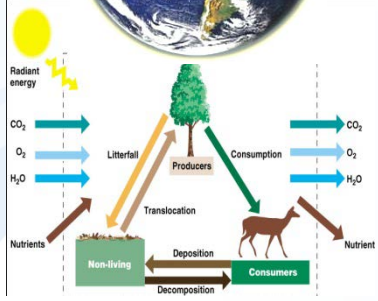 Radiant
energy
CO2
O2
H2O
Nutrients
Litterfall
Producers
Consumption
Translocation
CO2
O2
H2O
Nutrient
Non-living
Deposition
Decomposition
Consumers